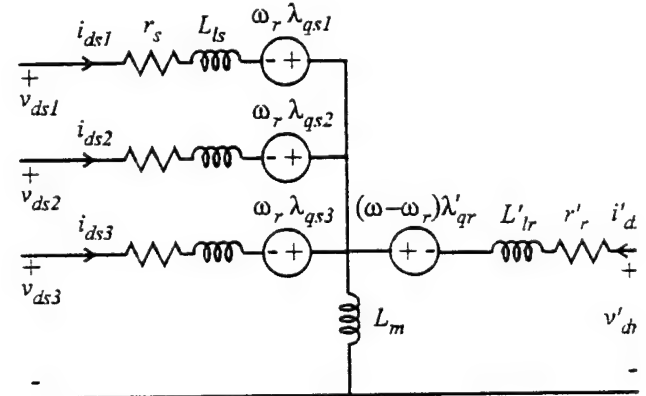 i_ds1 r_s L_ls ω_r λ_qs1
- +
+
v_ds1
i_ds2 ω_r λ_qs2
- +
+
v_ds2
i_ds3 ω_r λ_qs3 (ω-ω_r)λ'_qr L'_lr r'_r i'_d
- + + -
+ +
v_ds3 L_m v'_dr
- -